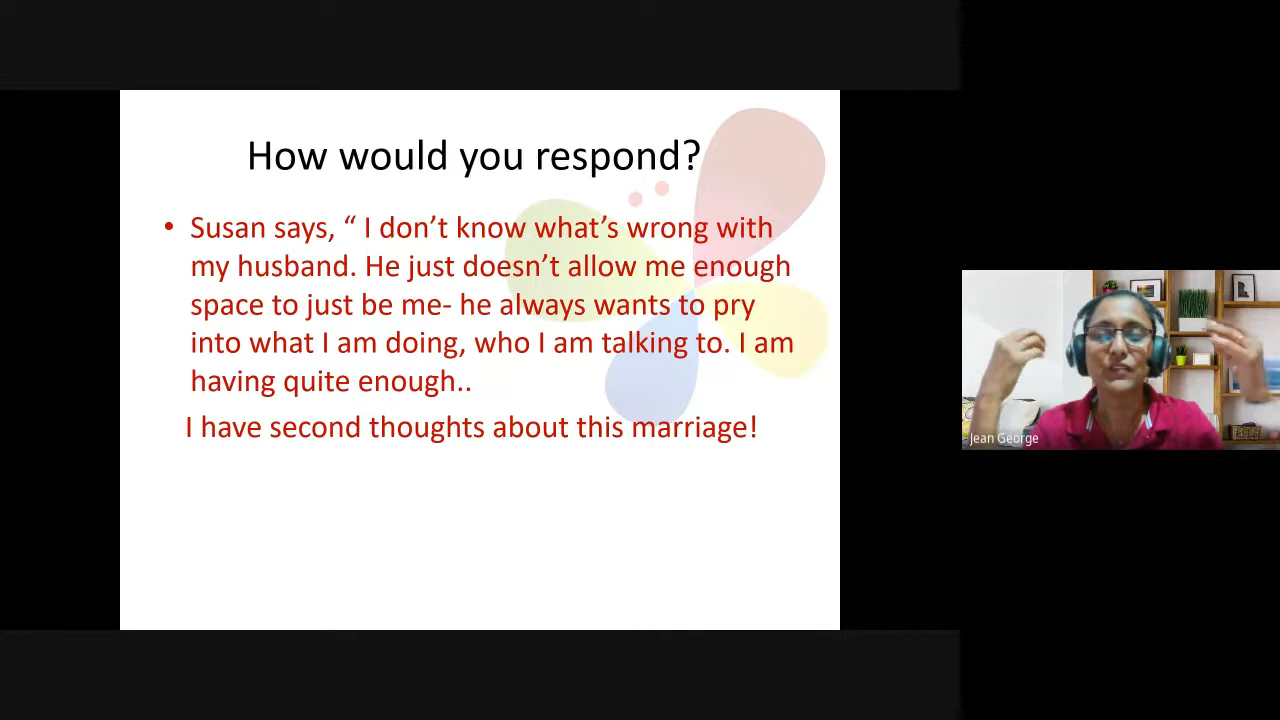 How would you respond?
• Susan says, “ I don’t know what’s wrong with
my husband. He just doesn’t allow me enough
space to just be me- he always wants to pry
into what I am doing, who I am talking to. I am
having quite enough..
I have second thoughts about this marriage!
Jean George